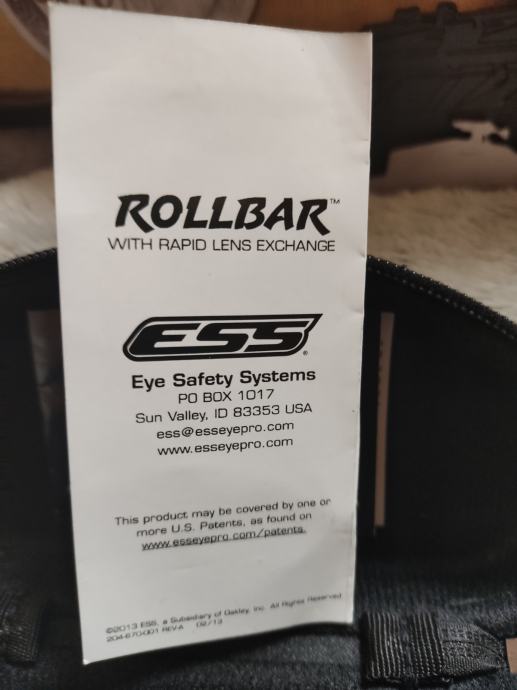 ROLLBAR™
WITH RAPID LENS EXCHANGE
ESS®
Eye Safety Systems
PO BOX 1017
Sun Valley, ID 83353 USA
ess@esseyepro.com
www.esseyepro.com
This product may be covered by one or
more U.S. Patents, as found on
www.esseyepro.com/patents.
©2013 ESS, a Subsidiary of Oakley, Inc. All Rights Reserved
204-670-001 REV-A 02/13